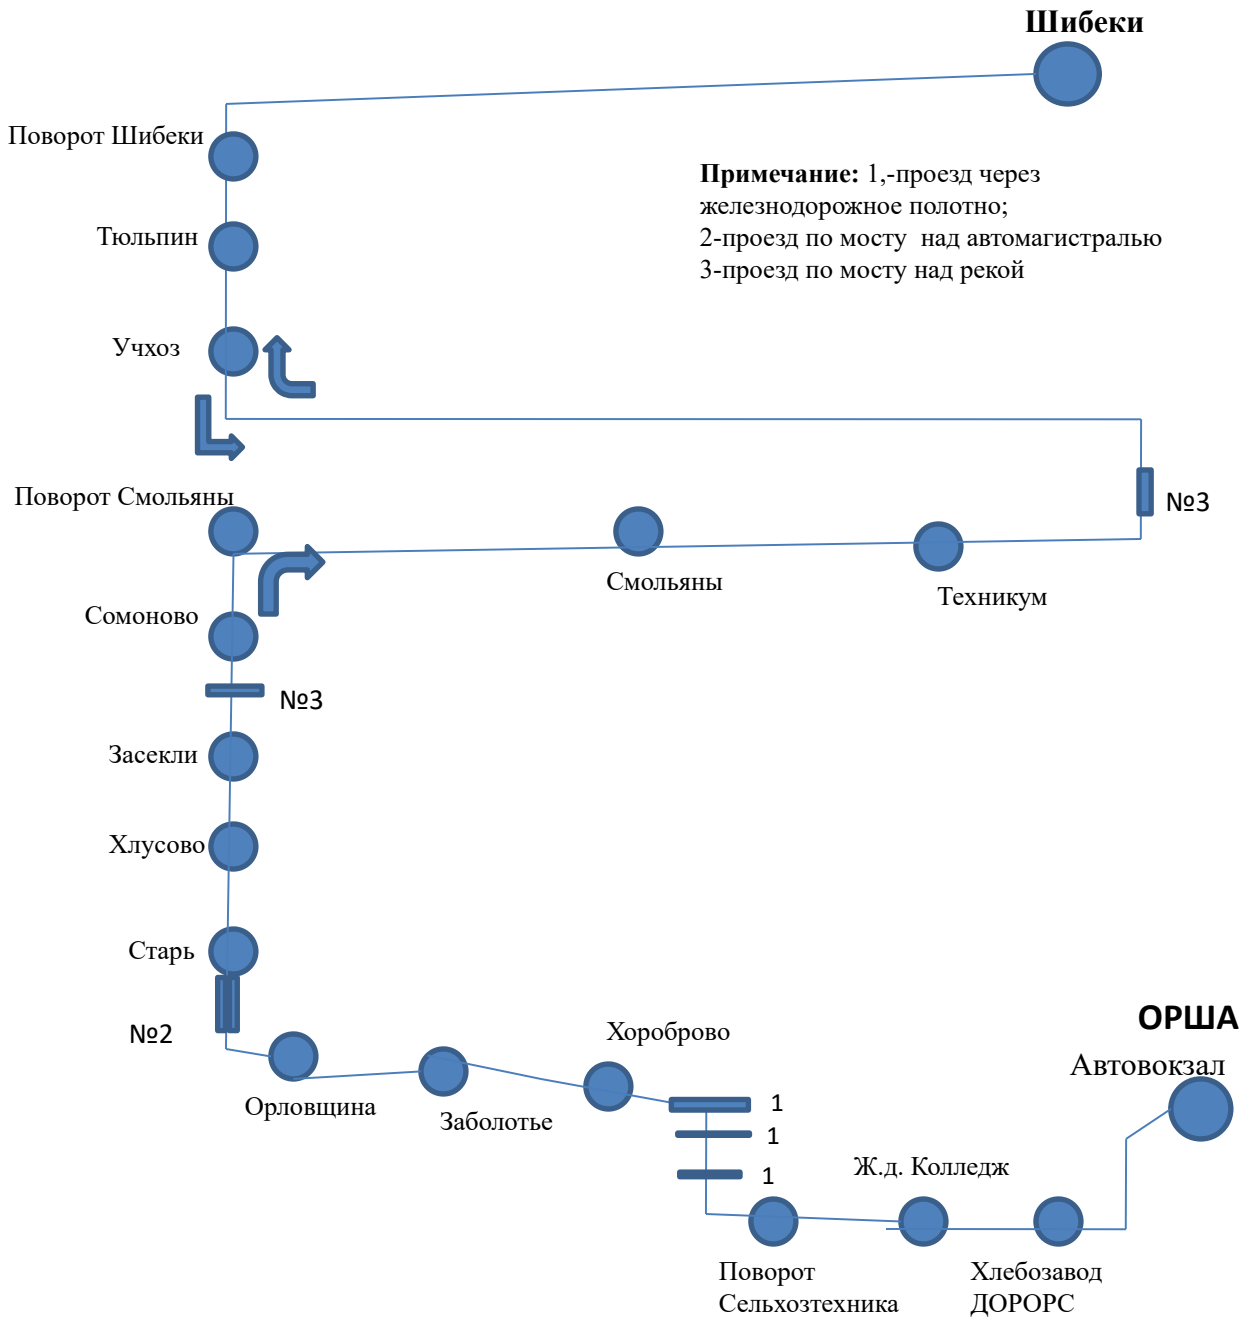 Шибеки
Поворот Шибеки
Примечание: 1,-проезд через
железнодорожное полотно;
2-проезд по мосту над автомагистралью
3-проезд по мосту над рекой
Тюльпин
Учхоз
Поворот Смольяны
№3
Смольяны
Техникум
Сомоново
№3
Засекли
Хлусово
Старь
№2
Орловщина
Заболотье
Хороброво
1
1
1
ОРША
Автовокзал
Ж.д. Колледж
Поворот
Сельхозтехника
Хлебозавод
ДОРОРС